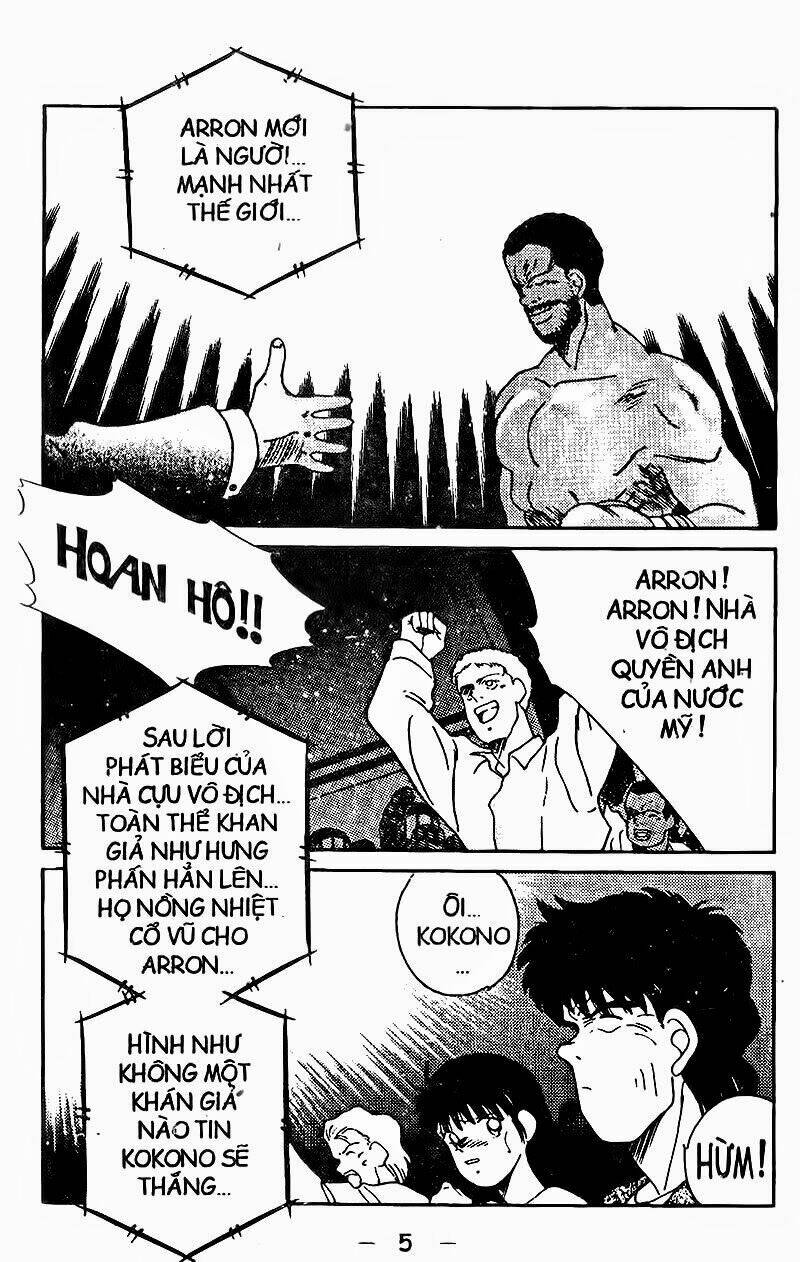 ARRON MỚI
LÀ NGƯỜI...
MẠNH NHẤT
THẾ GIỚI...
HOAN HÔ!!
ARRON!
ARRON! NHÀ
VÔ ĐỊCH
QUYỀN ANH
CỦA NƯỚC
MỸ!
SAU LỜI
PHÁT BIỂU CỦA
NHÀ CỰU VÔ ĐỊCH...
TOÀN THỂ KHAN
GIẢ NHƯ HƯNG
PHẤN HẲN LÊN...
HỌ NỒNG NHIỆT
CỔ VŨ CHO
ARRON...
ÔI...
KOKONO
...
HÌNH NHƯ
KHÔNG MỘT
KHÁN GIẢ
NÀO TIN
KOKONO SẼ
THẮNG...
HỪM!
- 5 -